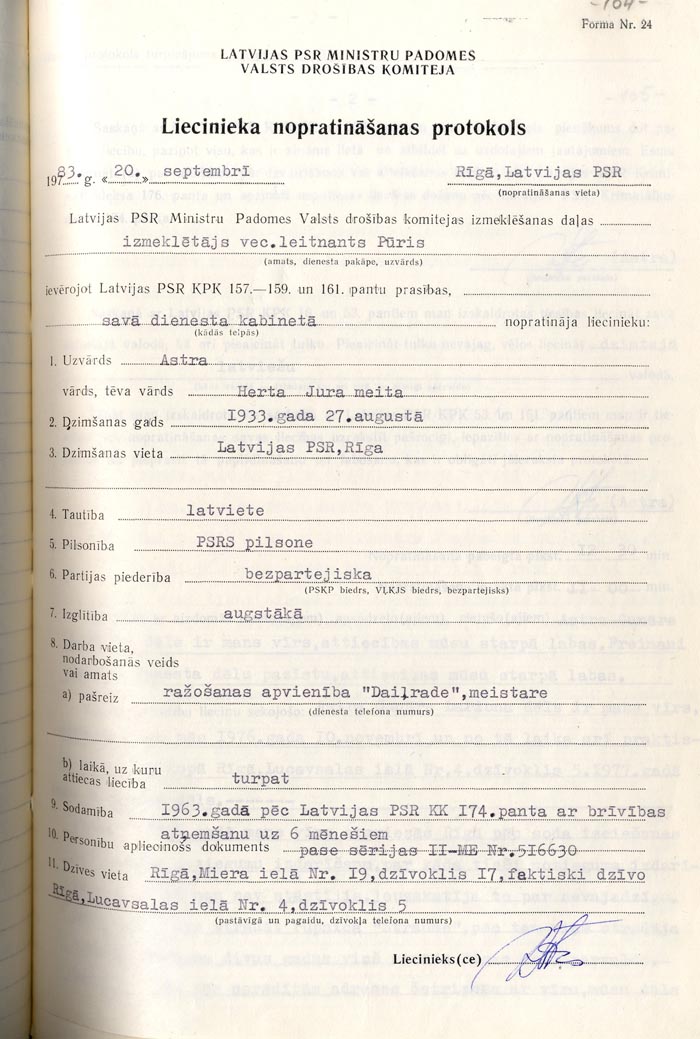 -104-
Forma Nr. 24
LATVIJAS PSR MINISTRU PADOMES
VALSTS DROŠĪBAS KOMITEJA
Liecinieka nopratināšanas protokols
1983. g. «20.» septembrī
Rīgā,Latvijas PSR
(nopratināšanas vieta)
Latvijas PSR Ministru Padomes Valsts drošības komitejas izmeklēšanas daļas
izmeklētājs vec.leitnants Pūris
(amats, dienesta pakāpe, uzvārds)
ievērojot Latvijas PSR KPK 157.—159. un 161. pantu prasības,
savā dienesta kabinetā nopratināja liecinieku:
(kādās telpās)
1. Uzvārds Astra
vārds, tēva vārds Herta Jura meita
2. Dzimšanas gads I933.gada 27.augustā
3. Dzimšanas vieta Latvijas PSR,Rīga
4. Tautība latviete
5. Pilsonība PSRS pilsone
6. Partijas piederība bezpartejiska
(PSKP biedrs, VĻKJS biedrs, bezpartejisks)
7. Izglītība augstākā
8. Darba vieta,
nodarbošanās veids
vai amats
a) pašreiz ražošanas apvienība "Daiļrade",meistare
(dienesta telefona numurs)
b) laikā, uz kuru
attiecas liecība turpat
9. Sodamība I963.gadā pēc Latvijas PSR KK I74.panta ar brīvības
atņemšanu uz 6 mēnešiem
10. Personību apliecinošs dokuments pase sērijas II-ME Nr.5I6630
11. Dzīves vieta Rīgā,Miera ielā Nr. I9,dzīvoklis I7,faktiski dzīvo
Rīgā,Lucavsalas ielā Nr. 4,dzīvoklis 5
(pastāvīgā un pagaidu, dzīvokļa telefona numurs)
Liecinieks(ce)